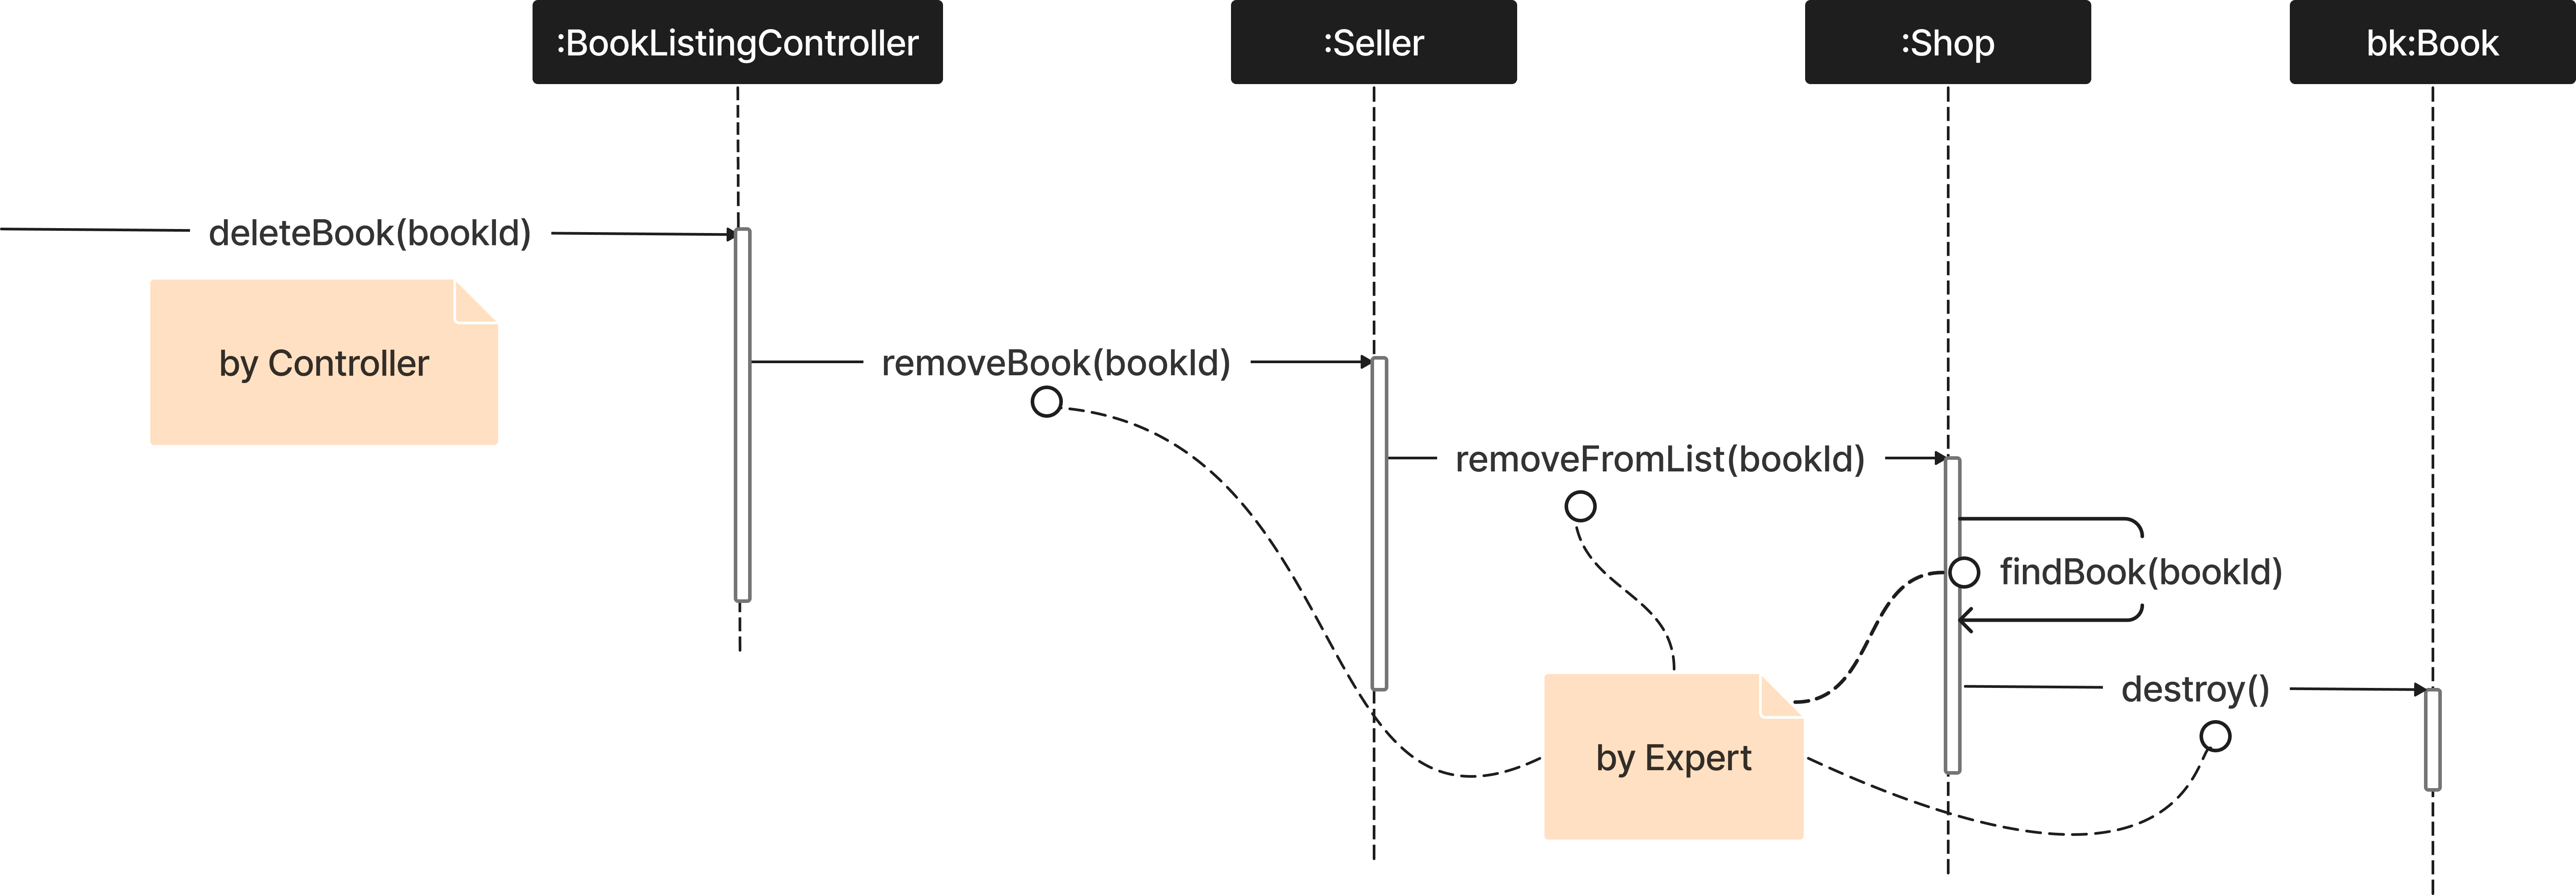 :BookListingController
:Seller
:Shop
bk:Book
deleteBook(bookId)
by Controller
removeBook(bookId)
removeFromList(bookId)
findBook(bookId)
destroy()
by Expert